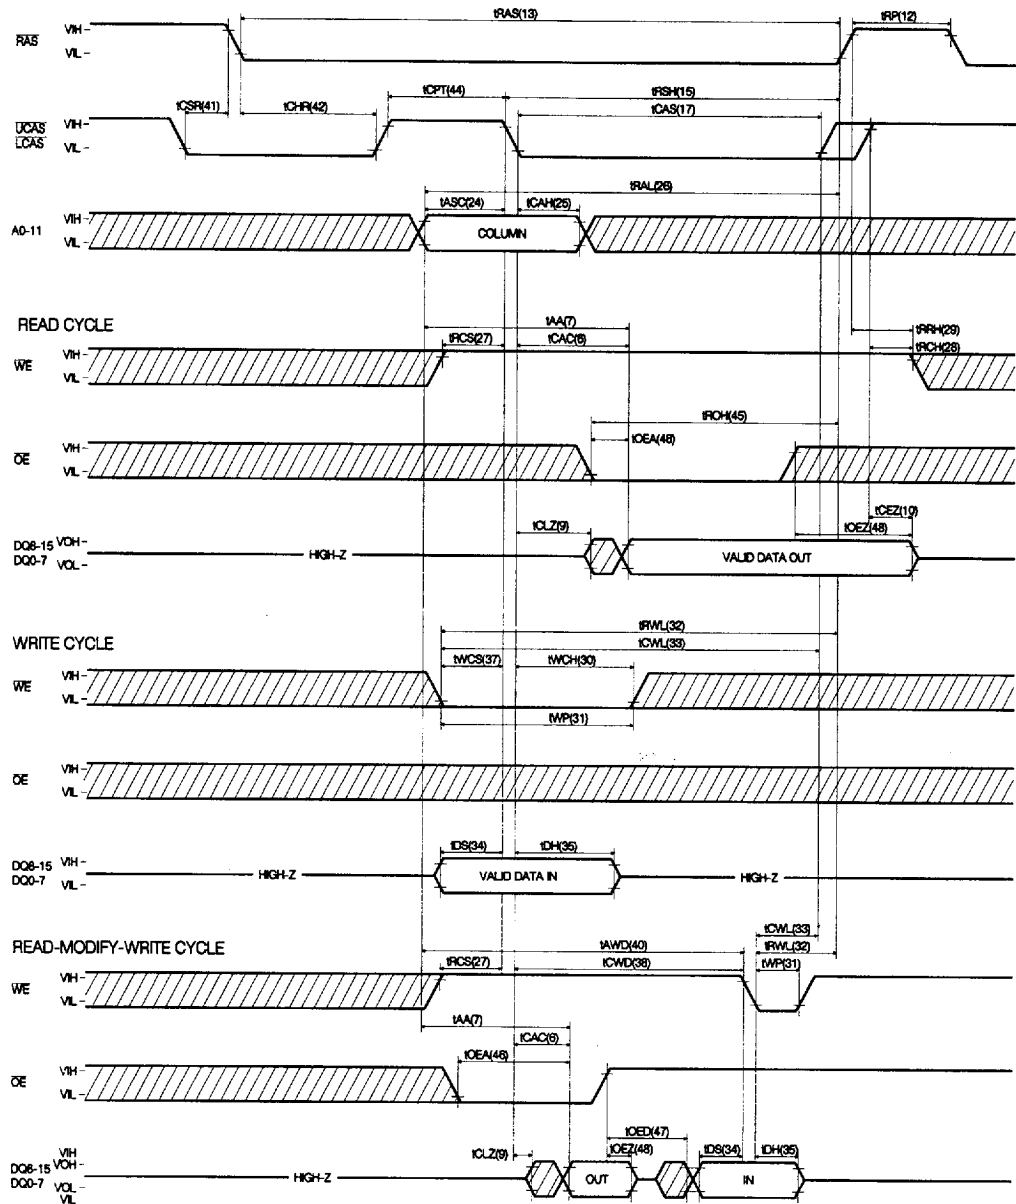 tRAS(13) tRP(12)
RAS VIH
VIL
tCSR(41) tCHR(42) tCPT(44) tRSH(15)
tCAS(17)
UCAS VIH
LCAS VIL
tRAL(26)
tASC(24) tCAH(25)
A0-11 VIH
VIL
COLUMN
READ CYCLE
tAA(7)
tRCS(27) tCAC(6)
tRRH(29)
tRCH(28)
WE VIH
VIL
tROH(45)
tOEA(46)
OE VIH
VIL
tCLZ(9)
tCEZ(10)
tOEZ(48)
DQ8-15 VOH
DQ0-7 VOL
HIGH-Z VALID DATA OUT
WRITE CYCLE
tRWL(32)
tCWL(33)
tWCS(37) tWCH(30)
WE VIH
VIL
tWP(31)
OE VIH
VIL
tDS(34) tDH(35)
DQ8-15 VIH
DQ0-7 VIL
HIGH-Z VALID DATA IN HIGH-Z
READ-MODIFY-WRITE CYCLE
tCWL(33)
tAWD(40) tRWL(32)
tRCS(27) tCWD(38) tWP(31)
WE VIH
VIL
tAA(7)
tCAC(6)
tOEA(46)
OE VIH
VIL
tOED(47)
tCLZ(9) tOEZ(48) tDS(34) tDH(35)
VIH
DQ8-15 VOH
DQ0-7 VOL
VIL
HIGH-Z OUT IN